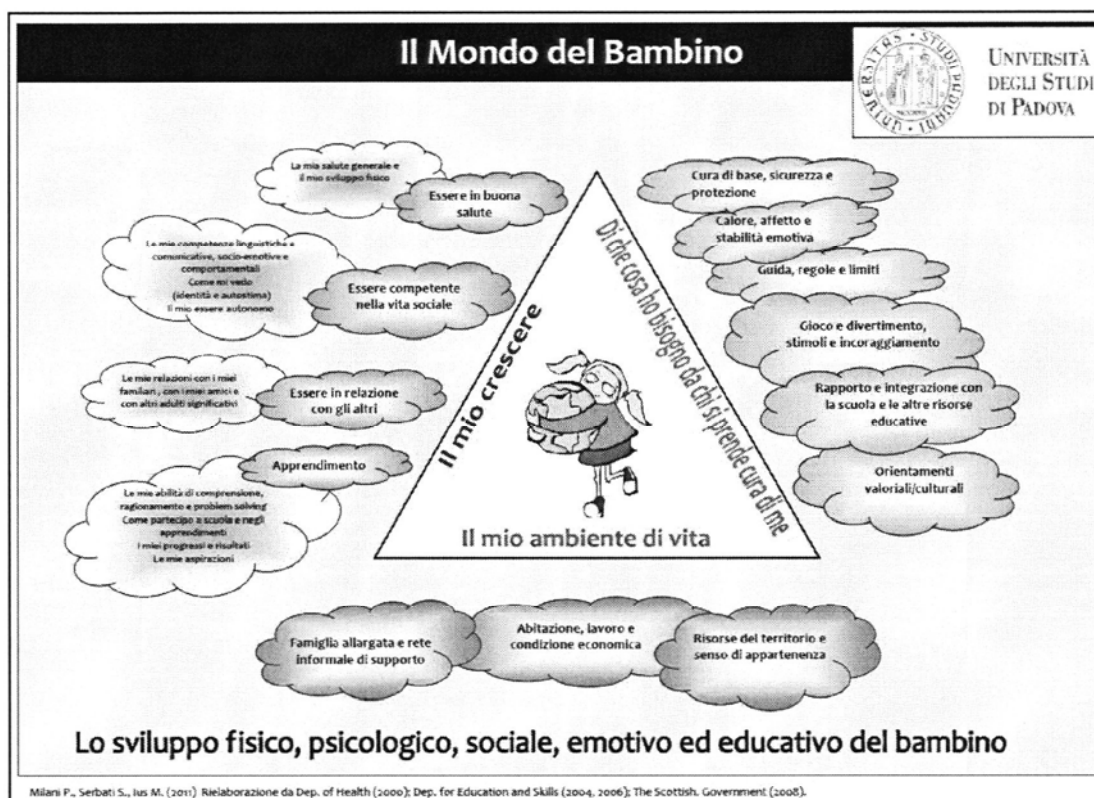 Il Mondo del Bambino
UNIVERSITAS STUDII PADUANI
UNIVERSITÀ
DEGLI STUDI
DI PADOVA
La mia salute generale e
il mio sviluppo fisico
Essere in buona
salute
Le mie competenze linguistiche e
comunicative, socio-emotive e
comportamentali
Come mi vedo
(identità e autostima)
Il mio essere autonomo
Essere competente
nella vita sociale
Le mie relazioni con i miei
familiari, con i miei amici e
con altri adulti significativi
Essere in relazione
con gli altri
Apprendimento
Le mie abilità di comprensione,
ragionamento e problem solving
Come partecipo a scuola e negli
apprendimenti
I miei progressi e risultati
Le mie aspirazioni
Il mio crescere
Di che cosa ho bisogno da chi si prende cura di me
Il mio ambiente di vita
Cura di base, sicurezza e
protezione
Calore, affetto e
stabilità emotiva
Guida, regole e limiti
Gioco e divertimento,
stimoli e incoraggiamento
Rapporto e integrazione con
la scuola e le altre risorse
educative
Orientamenti
valoriali/culturali
Famiglia allargata e rete
informale di supporto
Abitazione, lavoro e
condizione economica
Risorse del territorio e
senso di appartenenza
Lo sviluppo fisico, psicologico, sociale, emotivo ed educativo del bambino
Milani P., Serbati S., Ius M. (2011) Rielaborazione da Dep. of Health (2000); Dep. for Education and Skills (2004, 2006); The Scottish. Government (2008).